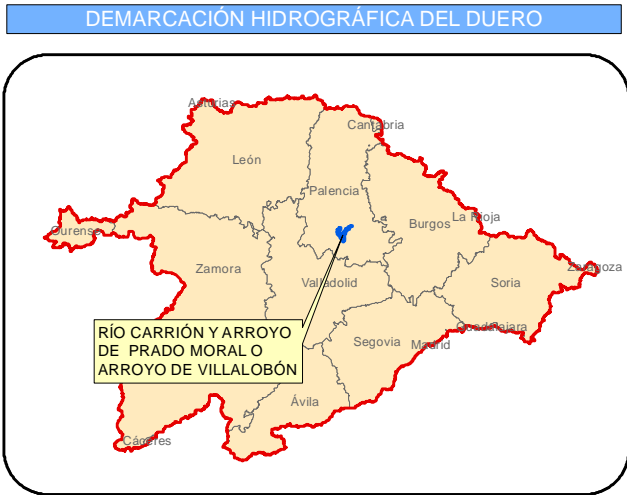 DEMARCACIÓN HIDROGRÁFICA DEL DUERO
Asturias
Cantabria
León
Palencia
Burgos
La Rioja
Ourense
Zamora
Valladolid
Soria
Zaragoza
RÍO CARRIÓN Y ARROYO
DE PRADO MORAL O
ARROYO DE VILLALOBÓN
Segovia
Madrid
Guadalajara
Ávila
Cáceres